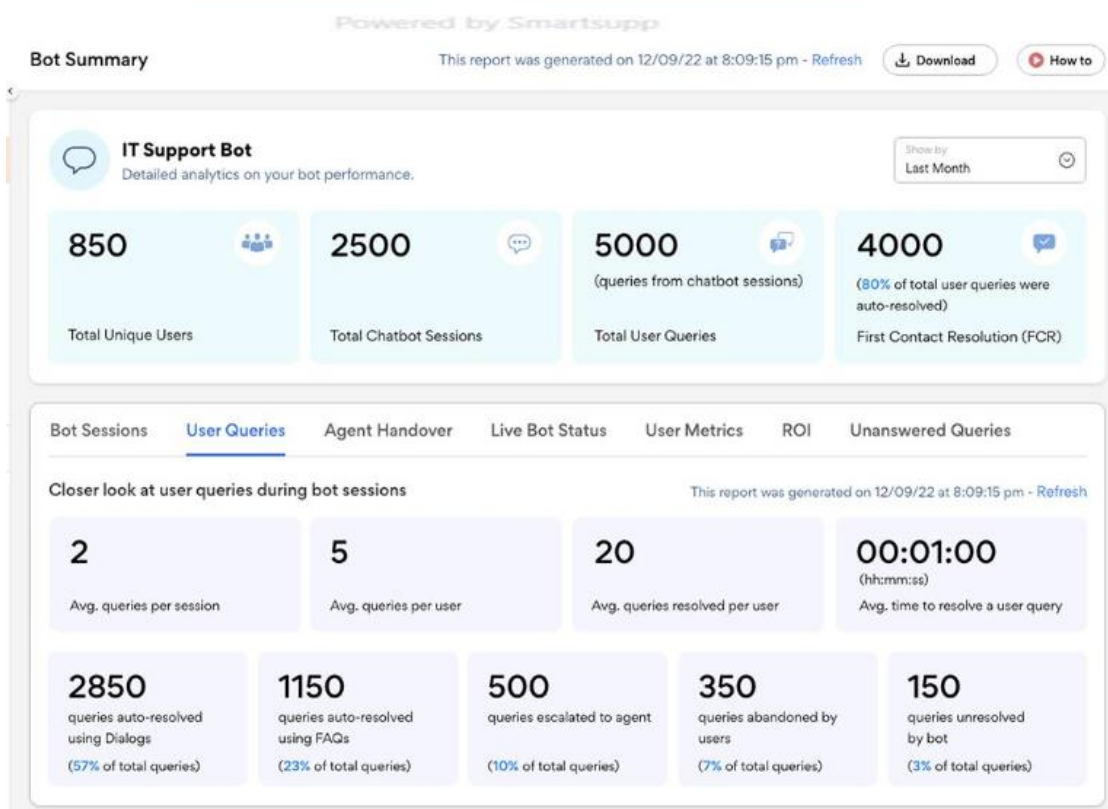 Powered by Smartsupp
Bot Summary
This report was generated on 12/09/22 at 8:09:15 pm - Refresh
Download
How to
IT Support Bot
Detailed analytics on your bot performance.
Show by
Last Month
850
Total Unique Users
2500
Total Chatbot Sessions
5000
(queries from chatbot sessions)
Total User Queries
4000
(80% of total user queries were
auto-resolved)
First Contact Resolution (FCR)
Bot Sessions
User Queries
Agent Handover
Live Bot Status
User Metrics
ROI
Unanswered Queries
Closer look at user queries during bot sessions
This report was generated on 12/09/22 at 8:09:15 pm - Refresh
2
Avg. queries per session
5
Avg. queries per user
20
Avg. queries resolved per user
00:01:00
(hh:mm:ss)
Avg. time to resolve a user query
2850
queries auto-resolved
using Dialogs
(57% of total queries)
1150
queries auto-resolved
using FAQs
(23% of total queries)
500
queries escalated to agent
(10% of total queries)
350
queries abandoned by
users
(7% of total queries)
150
queries unresolved
by bot
(3% of total queries)